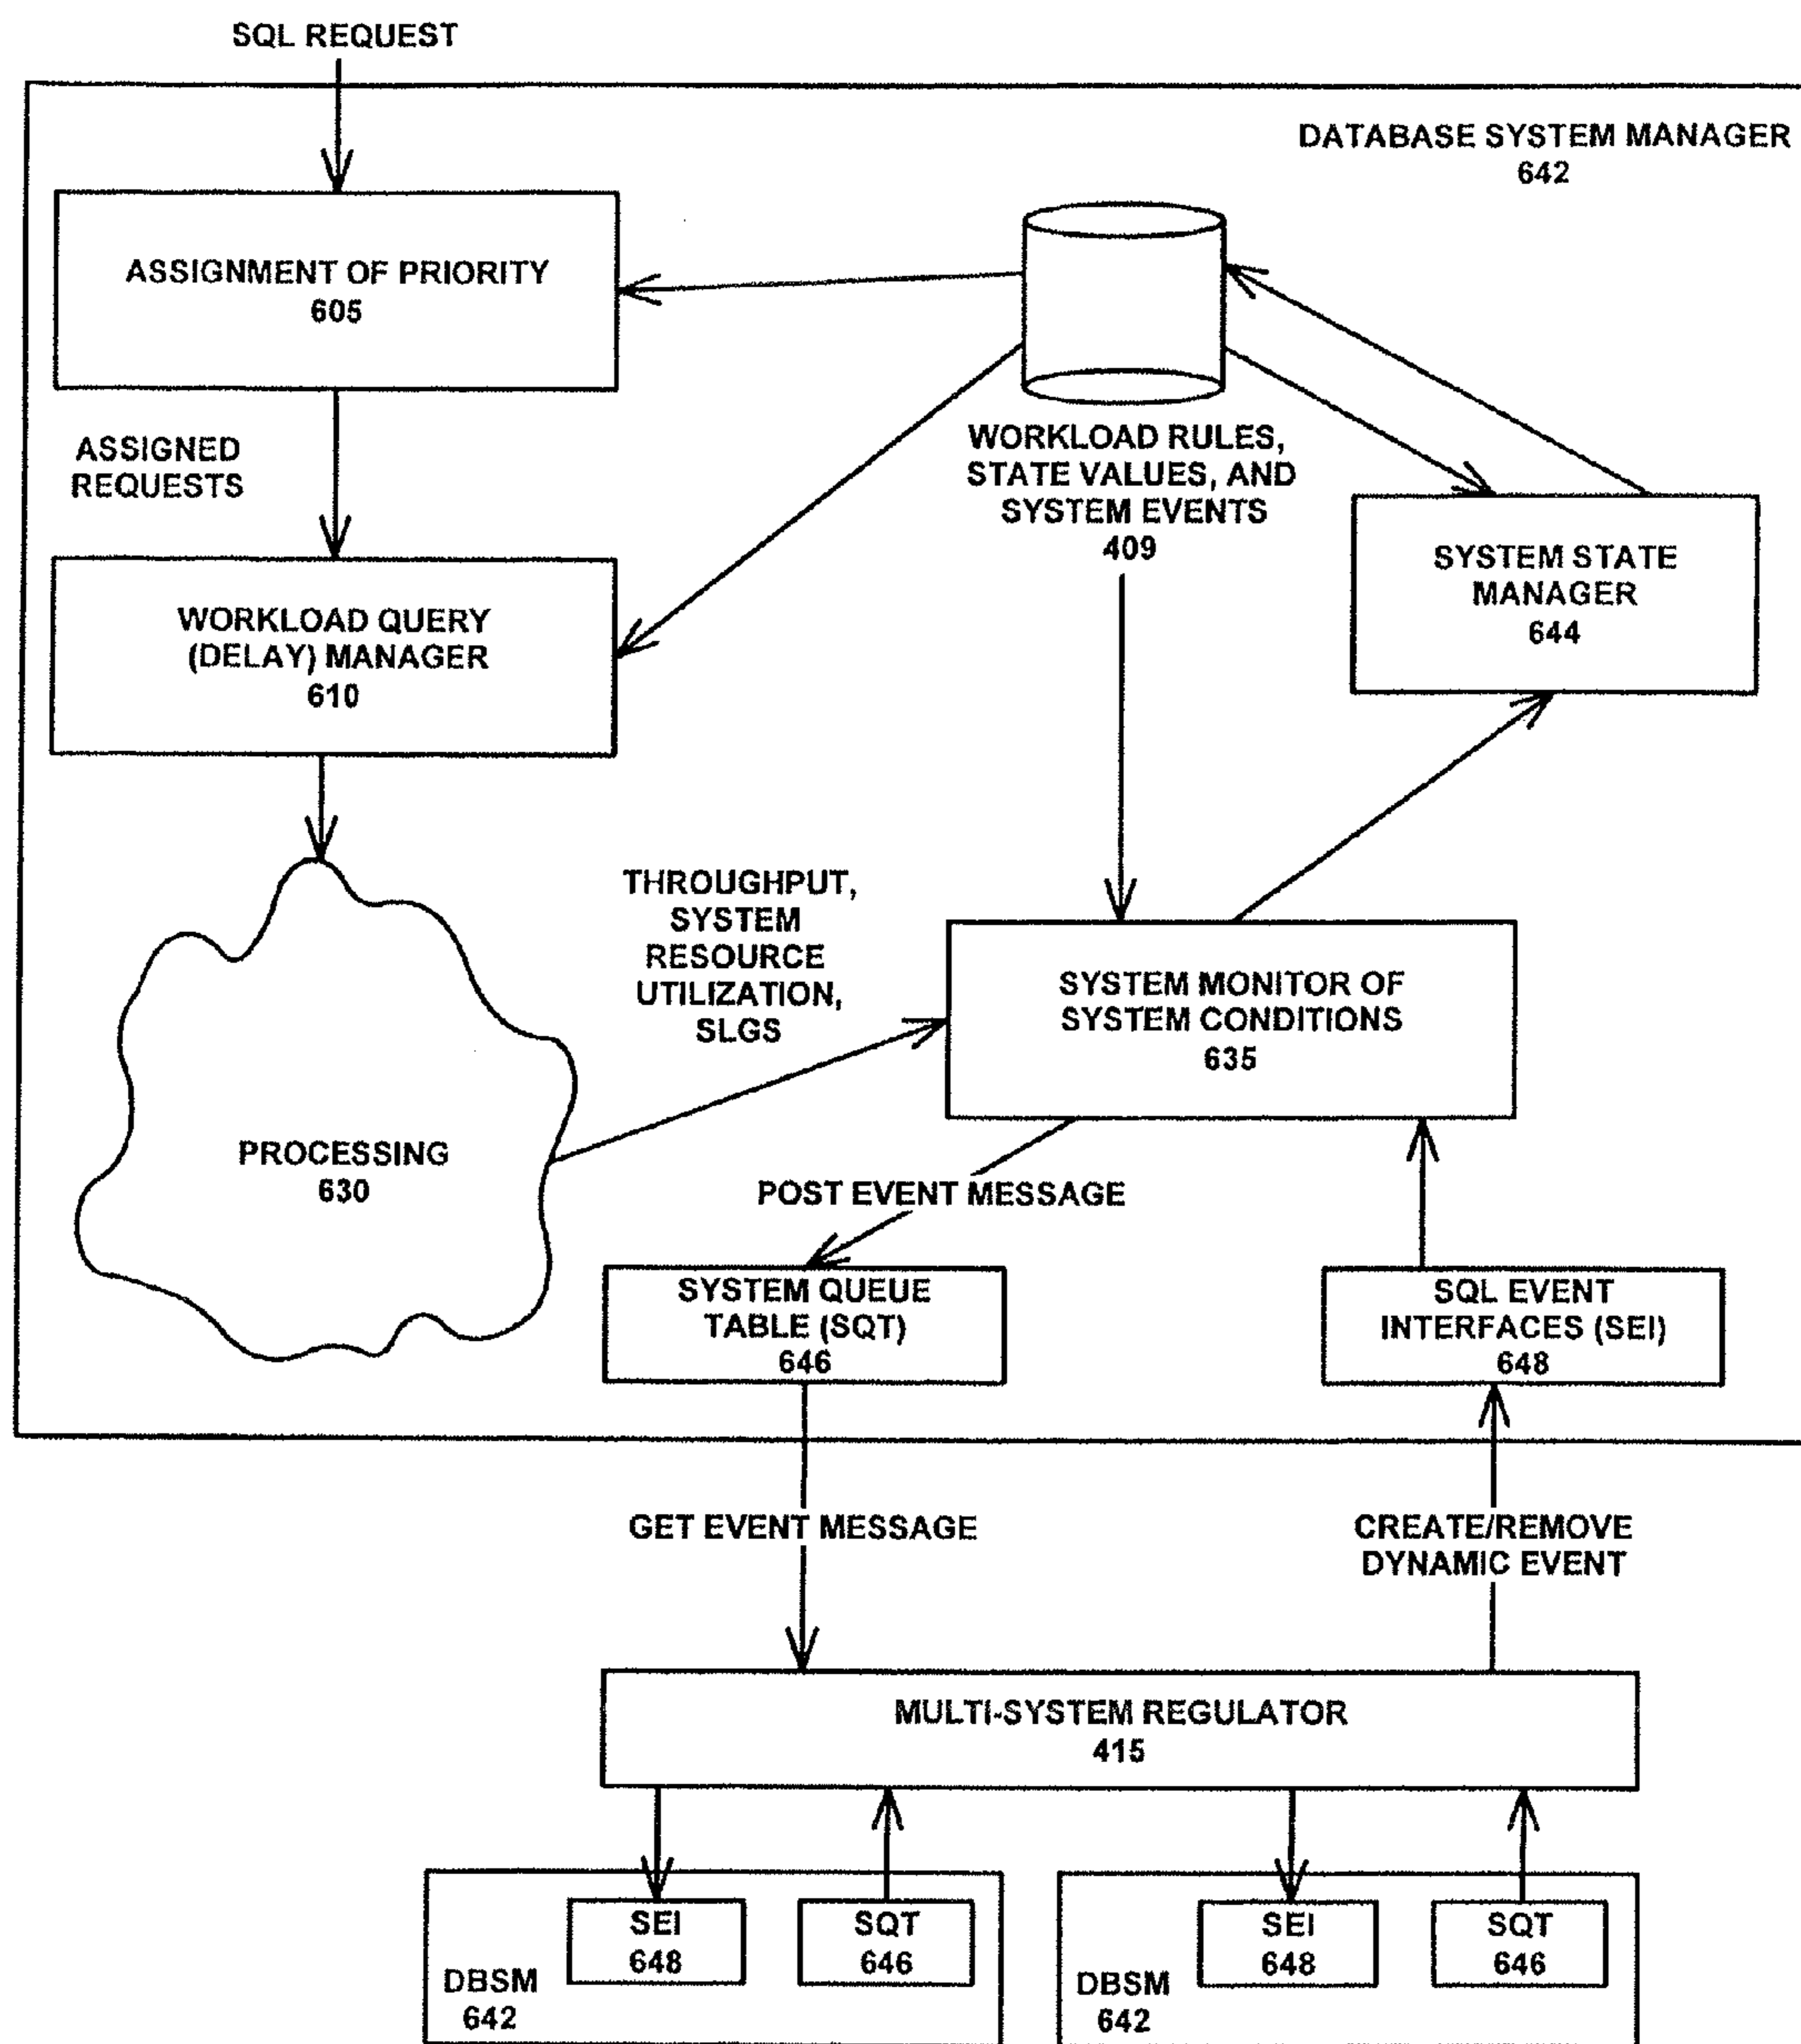 SQL REQUEST
DATABASE SYSTEM MANAGER
642
ASSIGNMENT OF PRIORITY
605
ASSIGNED
REQUESTS
WORKLOAD RULES,
STATE VALUES, AND
SYSTEM EVENTS
409
SYSTEM STATE
MANAGER
644
WORKLOAD QUERY
(DELAY) MANAGER
610
THROUGHPUT,
SYSTEM
RESOURCE
UTILIZATION,
SLGS
SYSTEM MONITOR OF
SYSTEM CONDITIONS
635
PROCESSING
630
POST EVENT MESSAGE
SYSTEM QUEUE
TABLE (SQT)
646
SQL EVENT
INTERFACES (SEI)
648
GET EVENT MESSAGE
CREATE/REMOVE
DYNAMIC EVENT
MULTI-SYSTEM REGULATOR
415
SEI
648
SQT
646
DBSM
642
SEI
648
SQT
646
DBSM
642